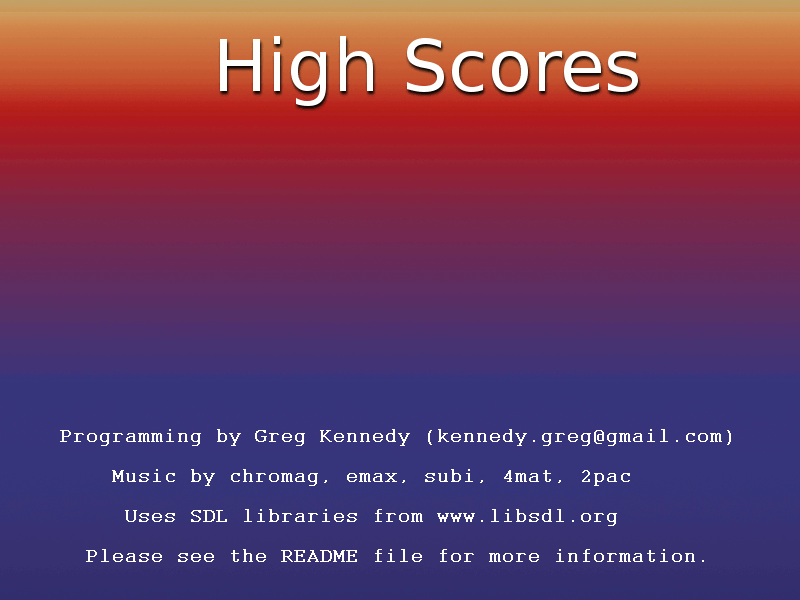 High Scores
Programming by Greg Kennedy (kennedy.greg@gmail.com)
Music by chromag, emax, subi, 4mat, 2pac
Uses SDL libraries from www.libsdl.org
Please see the README file for more information.